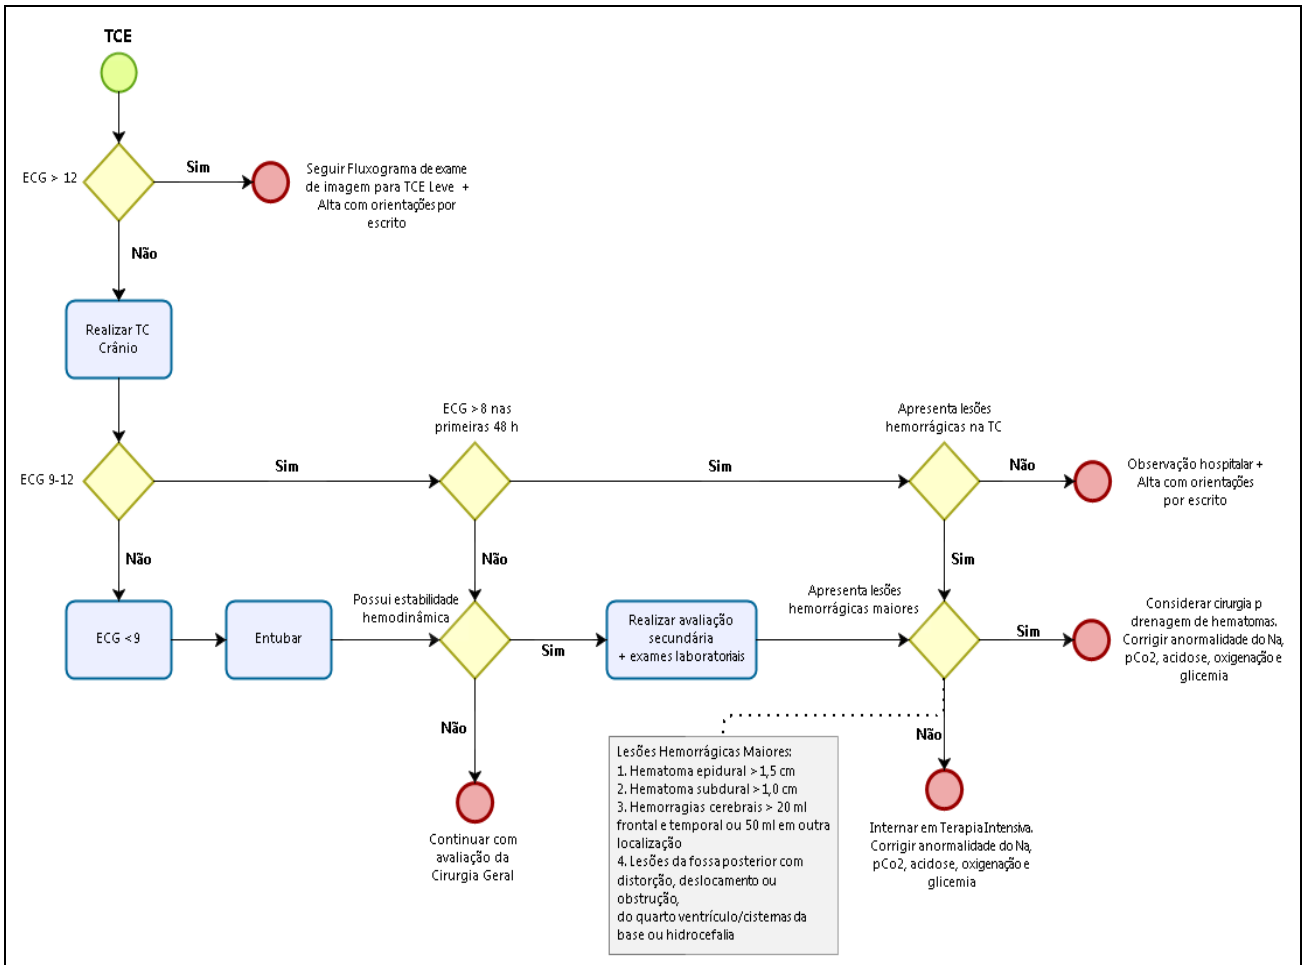 TCE
ECG > 12
Sim
Seguir Fluxograma de exame
de imagem para TCE Leve +
Alta com orientações por
escrito
Não
Realizar TC
Crânio
ECG 9-12
Sim
ECG >8 nas
primeiras 48 h
Sim
Apresenta lesões
hemorrágicas na TC
Não
Observação hospitalar +
Alta com orientações
por escrito
Não
Não
Sim
ECG <9
Entubar
Possui estabilidade
hemodinâmica
Sim
Realizar avaliação
secundária
+ exames laboratoriais
Apresenta lesões
hemorrágicas maiores
Sim
Considerar cirurgia p
drenagem de hematomas.
Corrigir anormalidade do Na,
pCo2, acidose, oxigenação e
glicemia
Não
Continuar com
avaliação da
Cirurgia Geral
Lesões Hemorrágicas Maiores:
1. Hematoma epidural > 1,5 cm
2. Hematoma subdural > 1,0 cm
3. Hemorragias cerebrais > 20 ml
frontal e temporal ou 50 ml em outra
localização
4. Lesões da fossa posterior com
distorção, deslocamento ou
obstrução,
do quarto ventrículo/cisternas da
base ou hidrocefalia
Não
Internar em Terapia Intensiva.
Corrigir anormalidade do Na,
pCo2, acidose, oxigenação e
glicemia